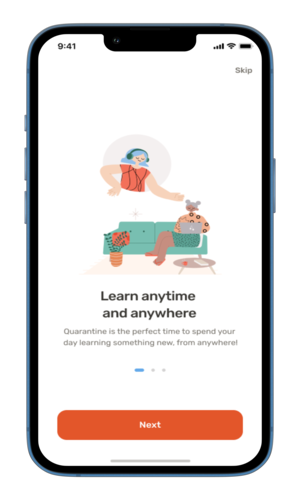 9:41
Skip
Learn anytime
and anywhere
Quarantine is the perfect time to spend your
day learning something new, from anywhere!
Next